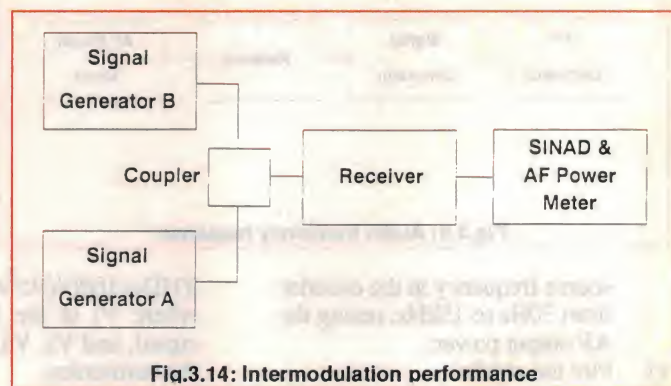 Signal
Generator B
Coupler
Receiver
SINAD &
AF Power
Meter
Signal
Generator A
Fig.3.14: Intermodulation performance